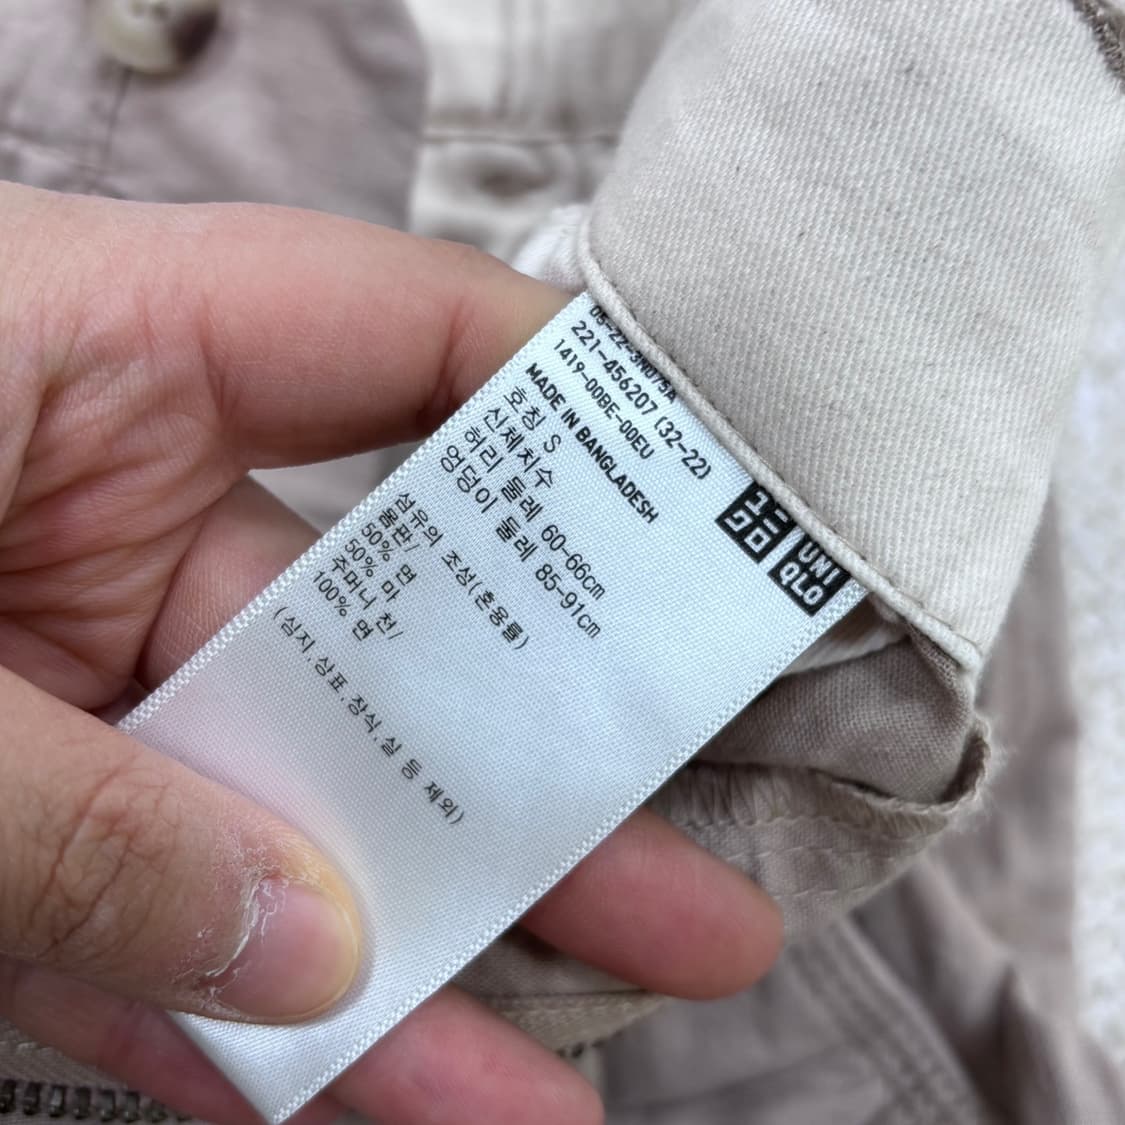 221-456207 (32-22)
1419-00BE-00EU
MADE IN BANGLADESH
호칭 S
신체치수
허리 둘레 60-66cm
엉덩이 둘레 85-91cm
섬유의 조성(혼용률)
몸판/
50% 면
50% 마
주머니 천/
100% 면
(심지,상표,장식,실 등 제외)
ユニ
クロ
UNI
QLO